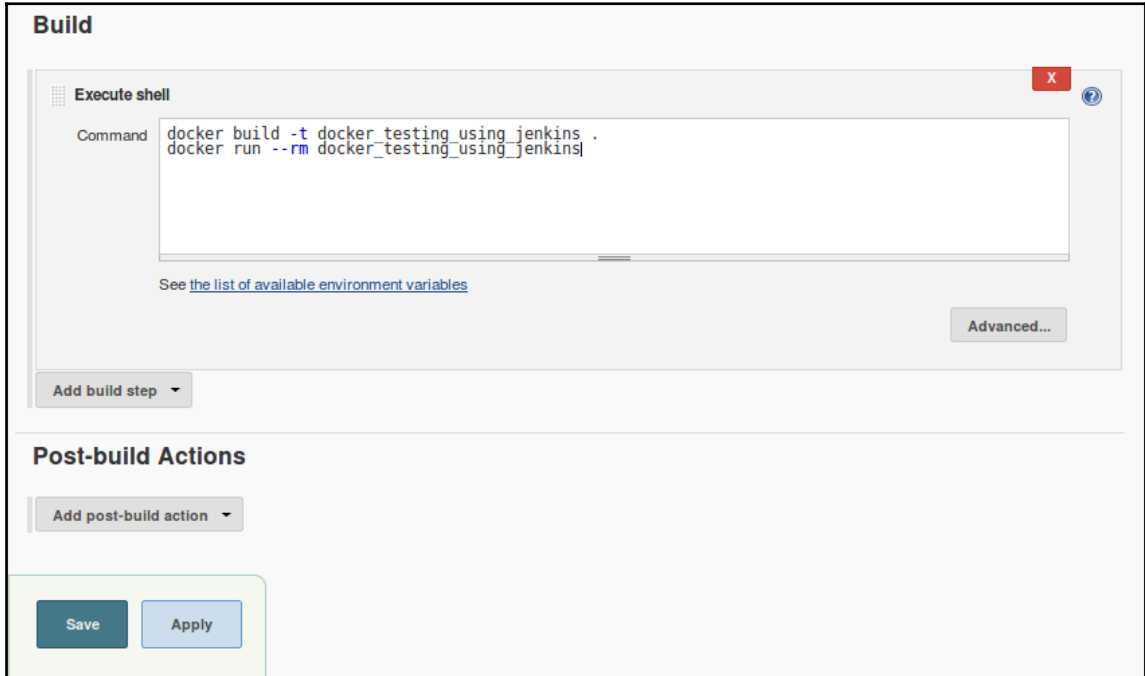 Build
X
Execute shell
Command
docker build -t docker_testing_using_jenkins .
docker run --rm docker_testing_using_jenkins
See the list of available environment variables
Advanced...
Add build step
Post-build Actions
Add post-build action
Save
Apply